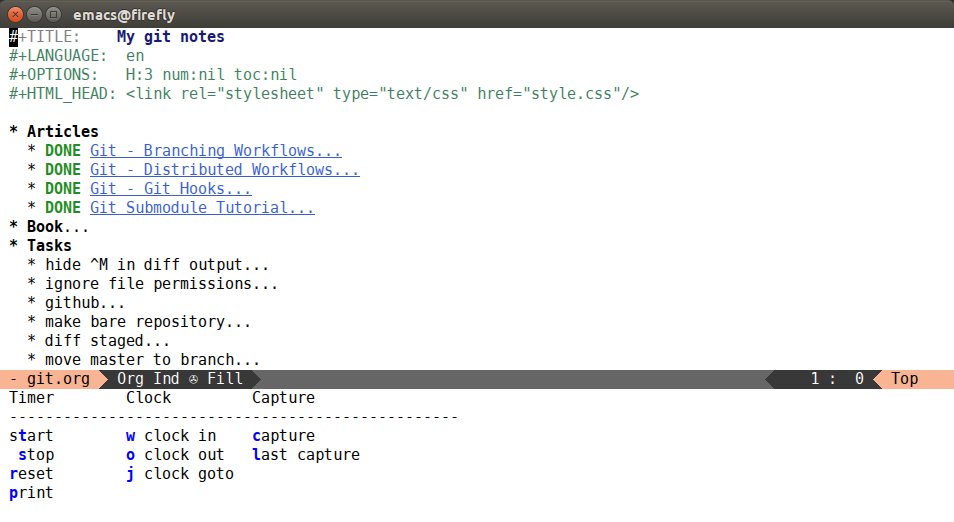 emacs@firefly
#+TITLE:    My git notes
#+LANGUAGE:  en
#+OPTIONS:   H:3 num:nil toc:nil
#+HTML_HEAD: <link rel="stylesheet" type="text/css" href="style.css"/>
* Articles
  * DONE Git - Branching Workflows...
  * DONE Git - Distributed Workflows...
  * DONE Git - Git Hooks...
  * DONE Git Submodule Tutorial...
* Book...
* Tasks
  * hide ^M in diff output...
  * ignore file permissions...
  * github...
  * make bare repository...
  * diff staged...
  * move master to branch...
- git.org   Org Ind ✇ Fill   1 :  0   Top
Timer        Clock         Capture
--------------------------------------------------
start        w clock in    capture
 stop        o clock out   last capture
reset        j clock goto
print